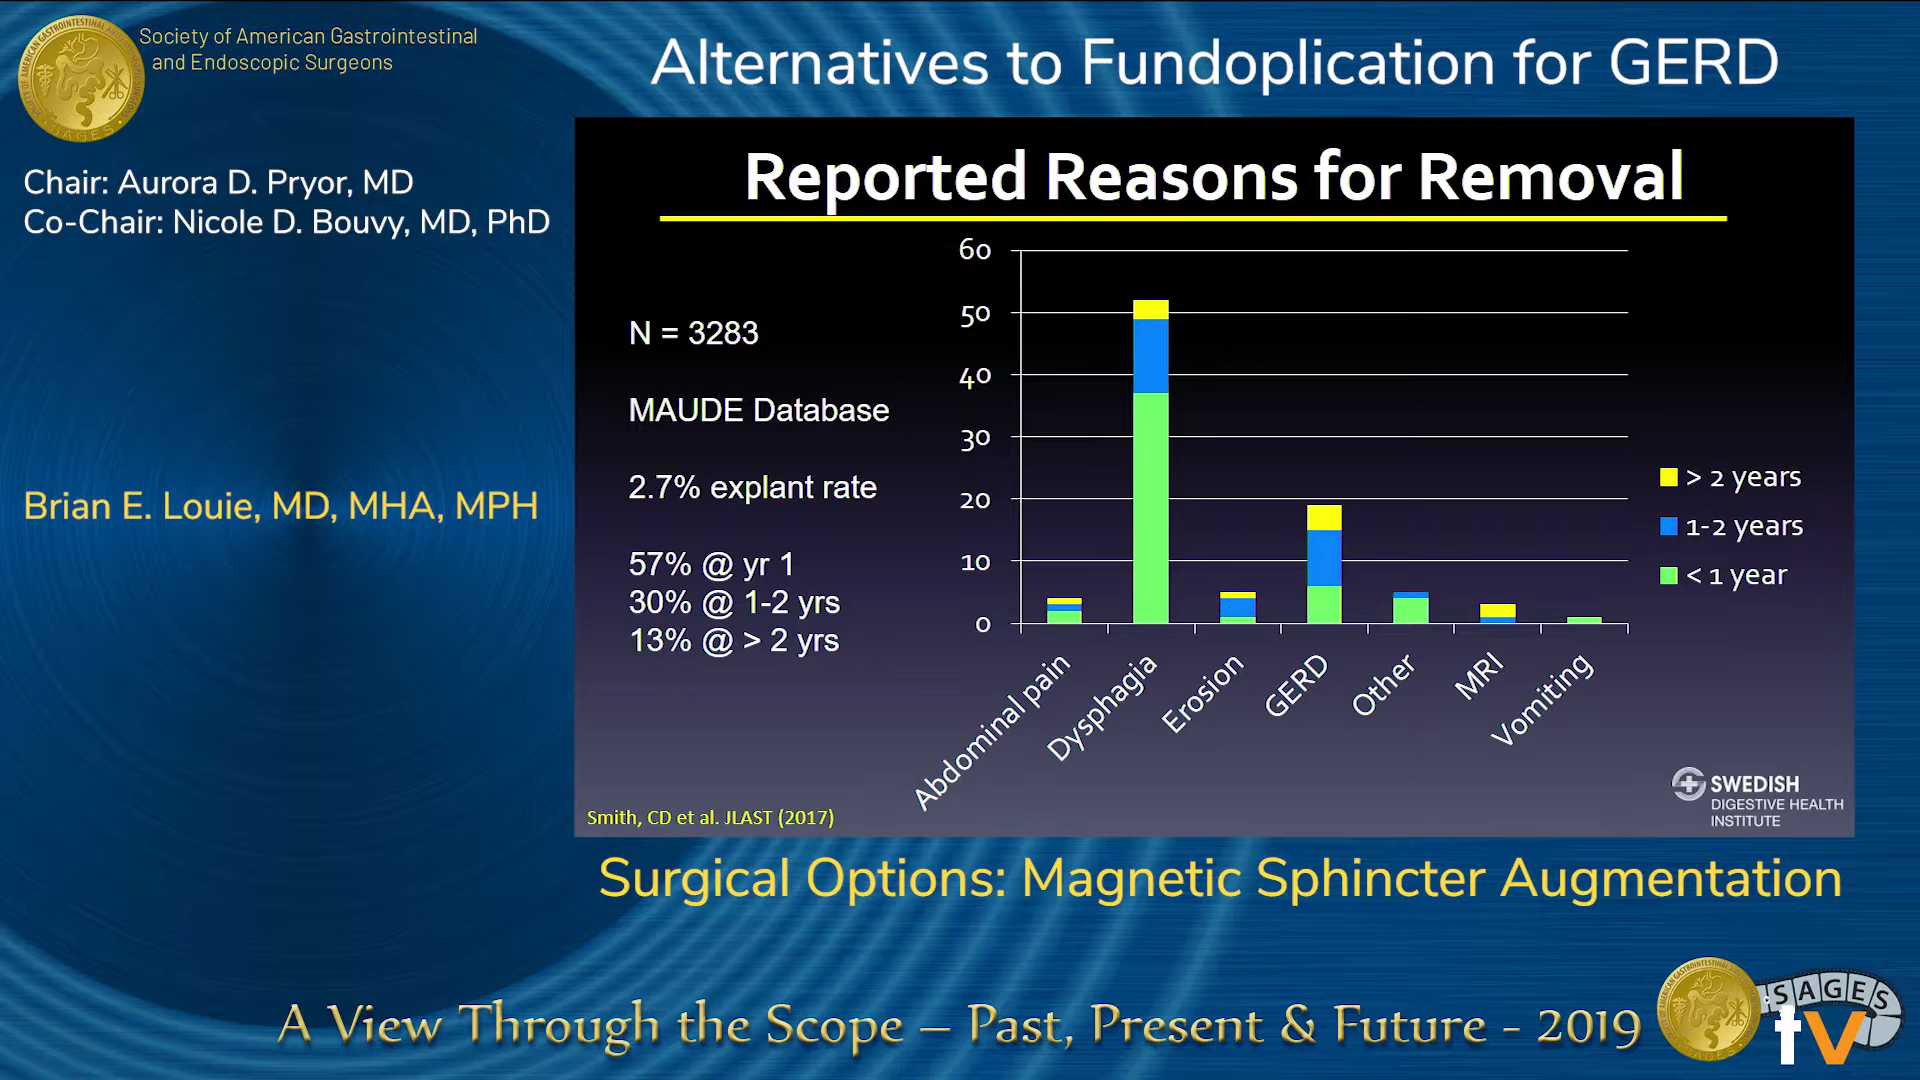 Society of American Gastrointestinal
and Endoscopic Surgeons
Alternatives to Fundoplication for GERD
Chair: Aurora D. Pryor, MD
Co-Chair: Nicole D. Bouvy, MD, PhD
Brian E. Louie, MD, MHA, MPH
Reported Reasons for Removal
N = 3283
MAUDE Database
2.7% explant rate
57% @ yr 1
30% @ 1-2 yrs
13% @ > 2 yrs
60
50
40
30
20
10
0
Abdominal pain
Dysphagia
Erosion
GERD
Other
MRI
Vomiting
> 2 years
1-2 years
< 1 year
Smith, CD et al. JLAST (2017)
SWEDISH
DIGESTIVE HEALTH
INSTITUTE
Surgical Options: Magnetic Sphincter Augmentation
A View Through the Scope – Past, Present & Future - 2019
SAGES
tv